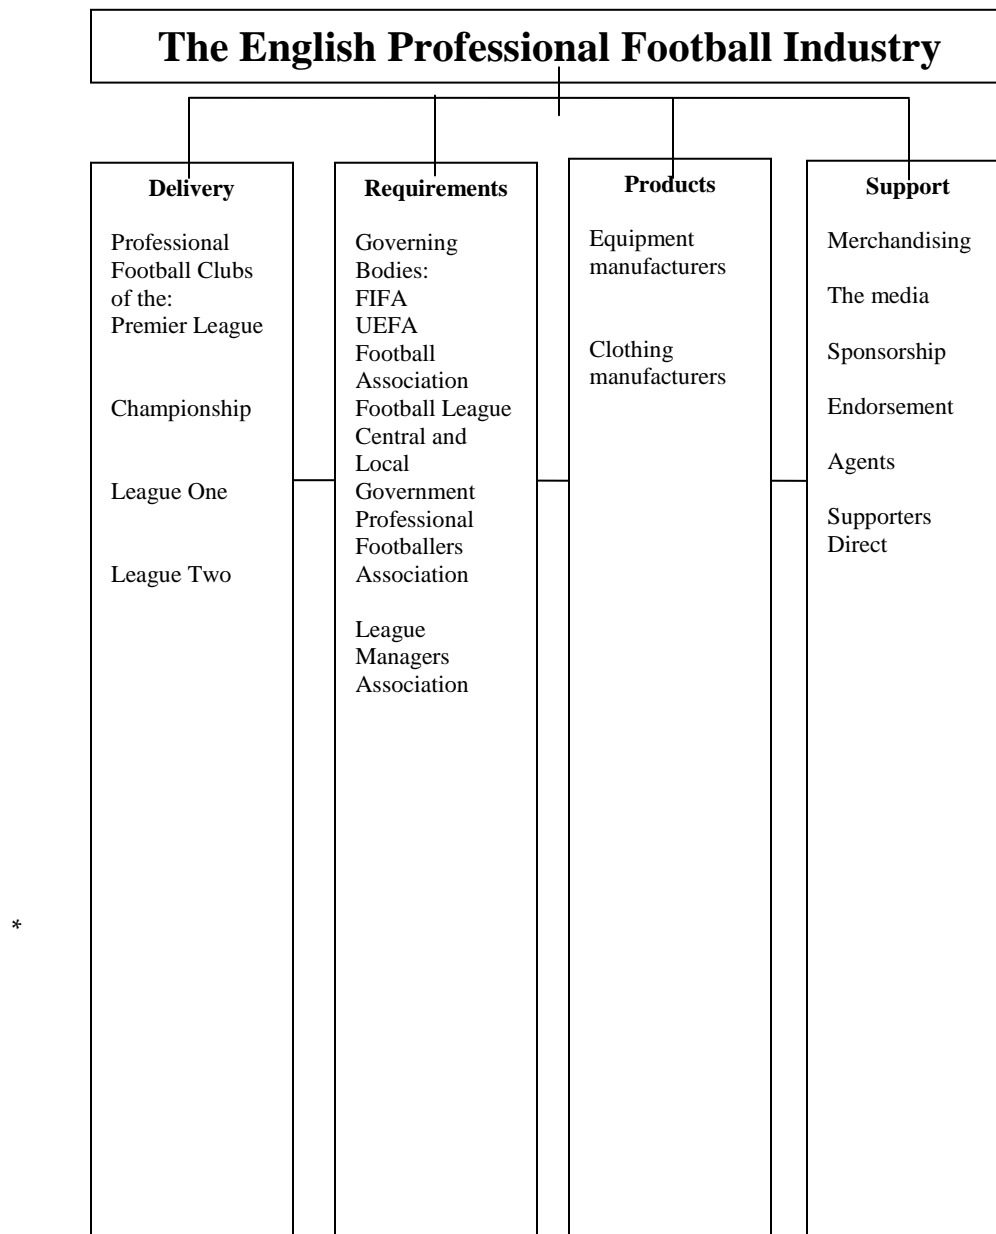 The English Professional Football Industry
Delivery
Professional
Football Clubs
of the:
Premier League
Championship
League One
League Two
Requirements
Governing
Bodies:
FIFA
UEFA
Football
Association
Football League
Central and
Local
Government
Professional
Footballers
Association
League
Managers
Association
Products
Equipment
manufacturers
Clothing
manufacturers
Support
Merchandising
The media
Sponsorship
Endorsement
Agents
Supporters
Direct
*